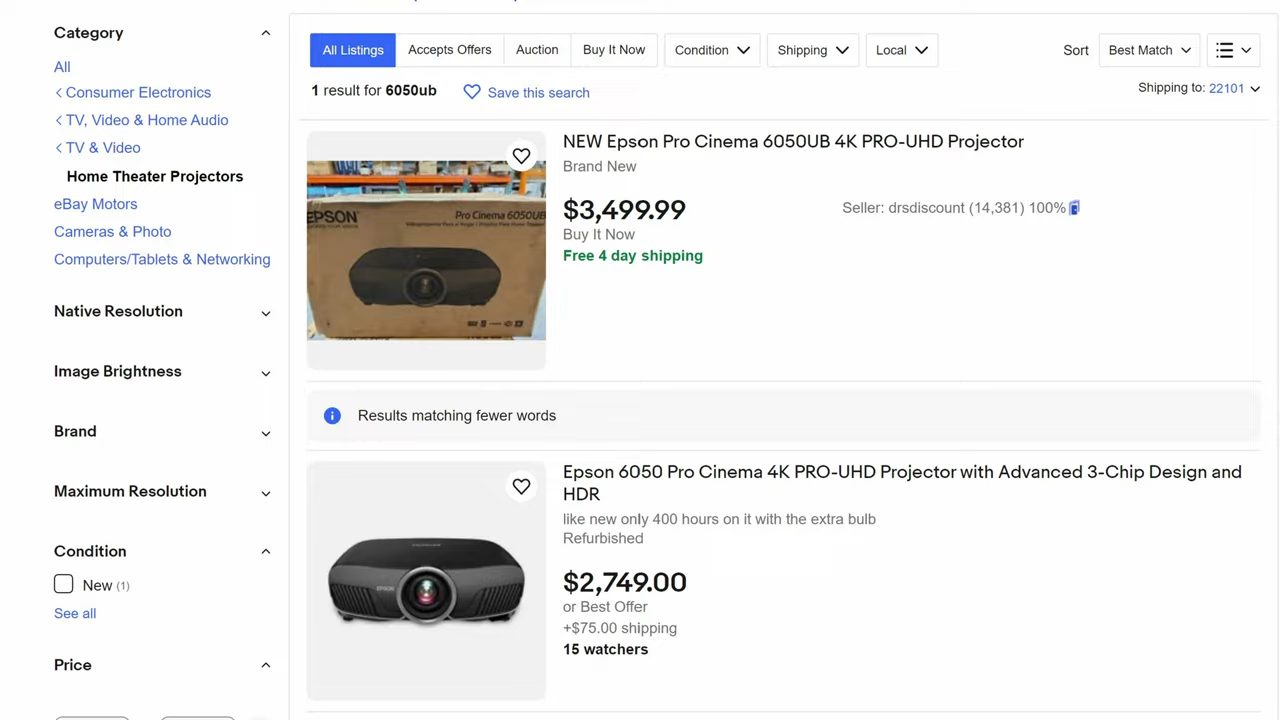 Category
All
Consumer Electronics
TV, Video & Home Audio
TV & Video
Home Theater Projectors
eBay Motors
Cameras & Photo
Computers/Tablets & Networking
Native Resolution
Image Brightness
Brand
Maximum Resolution
Condition
New (1)
See all
Price
All Listings Accepts Offers Auction Buy It Now Condition Shipping Local Sort Best Match
1 result for 6050ub Save this search Shipping to: 22101
NEW Epson Pro Cinema 6050UB 4K PRO-UHD Projector
Brand New
$3,499.99
Buy It Now
Free 4 day shipping
Seller: drsdiscount (14,381) 100%
EPSON
Pro Cinema 6050UB
Results matching fewer words
Epson 6050 Pro Cinema 4K PRO-UHD Projector with Advanced 3-Chip Design and
HDR
like new only 400 hours on it with the extra bulb
Refurbished
$2,749.00
or Best Offer
+$75.00 shipping
15 watchers
EPSON